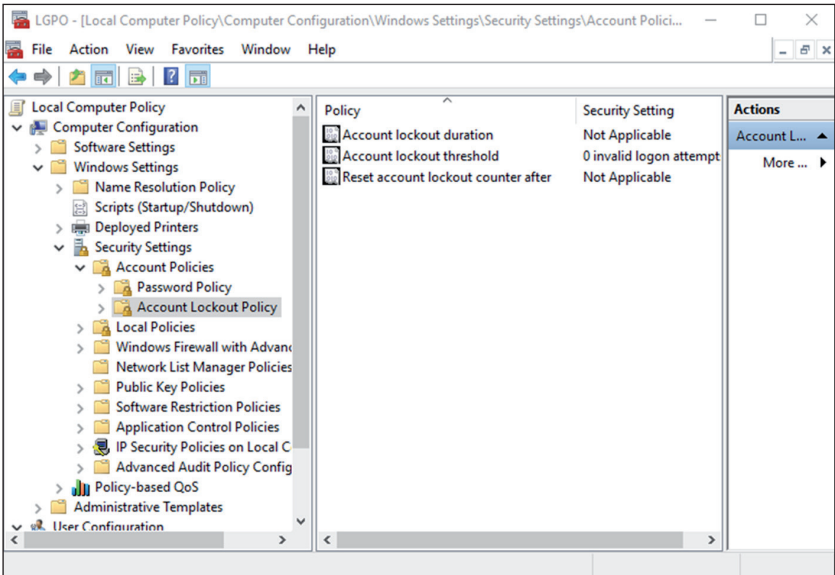 LGPO - [Local Computer Policy\Computer Configuration\Windows Settings\Security Settings\Account Polici...
File Action View Favorites Window Help
Local Computer Policy
Computer Configuration
Software Settings
Windows Settings
Name Resolution Policy
Scripts (Startup/Shutdown)
Deployed Printers
Security Settings
Account Policies
Password Policy
Account Lockout Policy
Local Policies
Windows Firewall with Advanc
Network List Manager Policies
Public Key Policies
Software Restriction Policies
Application Control Policies
IP Security Policies on Local C
Advanced Audit Policy Config
Policy-based QoS
Administrative Templates
User Configuration
Policy Security Setting
Account lockout duration Not Applicable
Account lockout threshold 0 invalid logon attempt
Reset account lockout counter after Not Applicable
Actions
Account L...
More ...